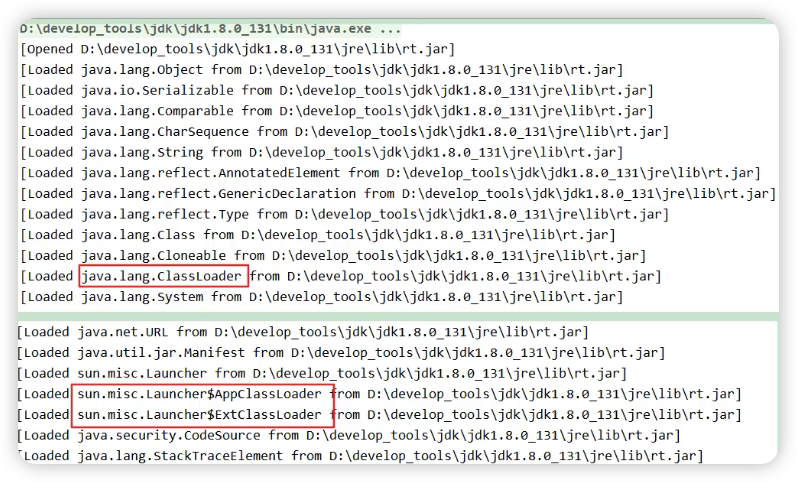 D:\develop_tools\jdk\jdk1.8.0_131\bin\java.exe ...
[Opened D:\develop_tools\jdk\jdk1.8.0_131\jre\lib\rt.jar]
[Loaded java.lang.Object from D:\develop_tools\jdk\jdk1.8.0_131\jre\lib\rt.jar]
[Loaded java.io.Serializable from D:\develop_tools\jdk\jdk1.8.0_131\jre\lib\rt.jar]
[Loaded java.lang.Comparable from D:\develop_tools\jdk\jdk1.8.0_131\jre\lib\rt.jar]
[Loaded java.lang.CharSequence from D:\develop_tools\jdk\jdk1.8.0_131\jre\lib\rt.jar]
[Loaded java.lang.String from D:\develop_tools\jdk\jdk1.8.0_131\jre\lib\rt.jar]
[Loaded java.lang.reflect.AnnotatedElement from D:\develop_tools\jdk\jdk1.8.0_131\jre\lib\rt.jar]
[Loaded java.lang.reflect.GenericDeclaration from D:\develop_tools\jdk\jdk1.8.0_131\jre\lib\rt.jar]
[Loaded java.lang.reflect.Type from D:\develop_tools\jdk\jdk1.8.0_131\jre\lib\rt.jar]
[Loaded java.lang.Class from D:\develop_tools\jdk\jdk1.8.0_131\jre\lib\rt.jar]
[Loaded java.lang.Cloneable from D:\develop_tools\jdk\jdk1.8.0_131\jre\lib\rt.jar]
[Loaded java.lang.ClassLoader from D:\develop_tools\jdk\jdk1.8.0_131\jre\lib\rt.jar]
[Loaded java.lang.System from D:\develop_tools\jdk\jdk1.8.0_131\jre\lib\rt.jar]
[Loaded java.net.URL from D:\develop_tools\jdk\jdk1.8.0_131\jre\lib\rt.jar]
[Loaded java.util.jar.Manifest from D:\develop_tools\jdk\jdk1.8.0_131\jre\lib\rt.jar]
[Loaded sun.misc.Launcher from D:\develop_tools\jdk\jdk1.8.0_131\jre\lib\rt.jar]
[Loaded sun.misc.Launcher$AppClassLoader from D:\develop_tools\jdk\jdk1.8.0_131\jre\lib\rt.jar]
[Loaded sun.misc.Launcher$ExtClassLoader from D:\develop_tools\jdk\jdk1.8.0_131\jre\lib\rt.jar]
[Loaded java.security.CodeSource from D:\develop_tools\jdk\jdk1.8.0_131\jre\lib\rt.jar]
[Loaded java.lang.StackTraceElement from D:\develop_tools\jdk\jdk1.8.0_131\jre\lib\rt.jar]